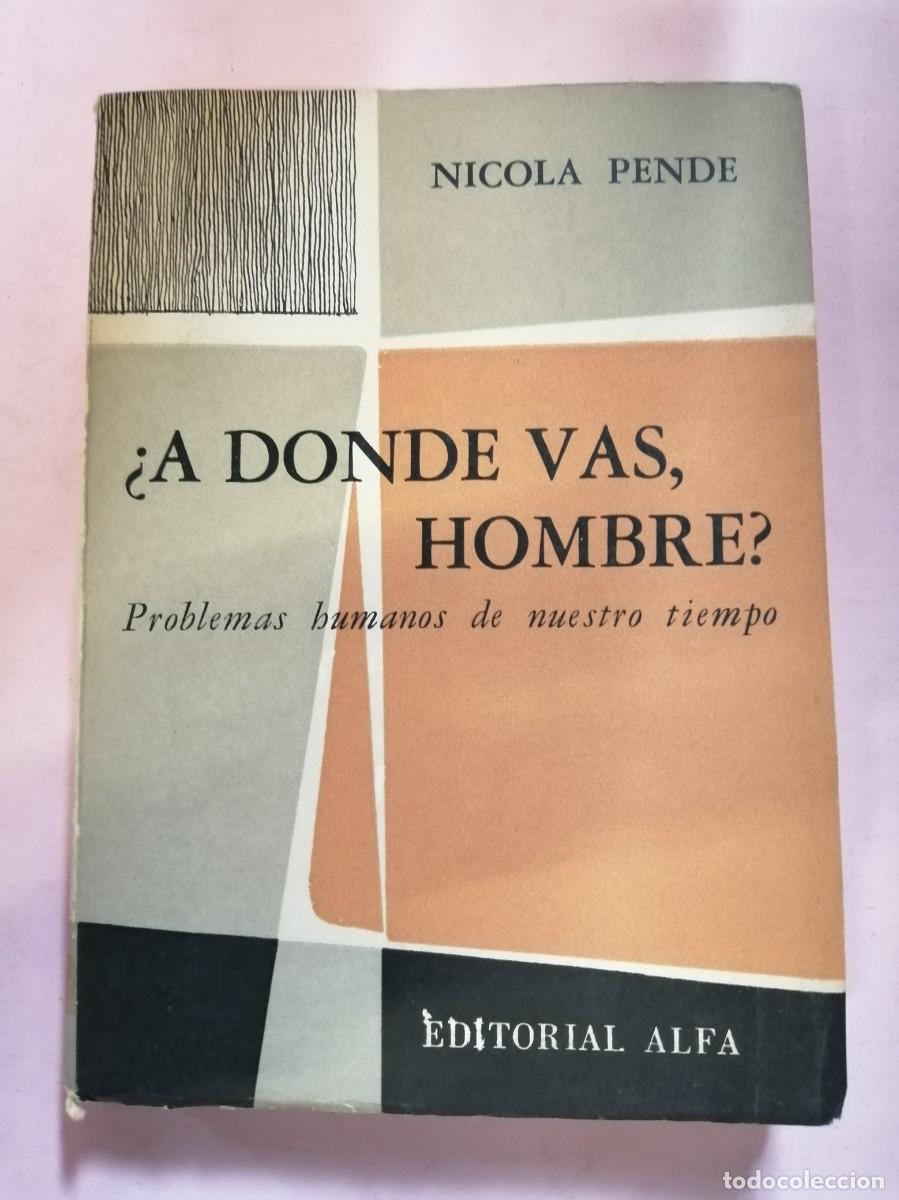 NICOLA PENDE
¿A DONDE VAS,
HOMBRE?
Problemas humanos de nuestro tiempo
EDITORIAL ALFA
todocoleccion